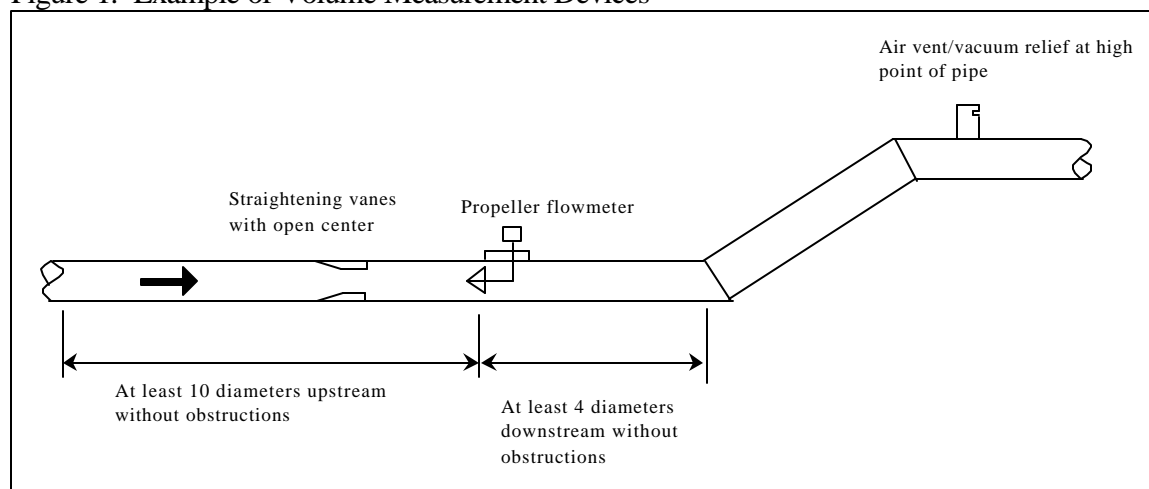 Figure 1. Example of Volume Measurement Devices
Air vent/vacuum relief at high
point of pipe
Straightening vanes
with open center
Propeller flowmeter
At least 10 diameters upstream
without obstructions
At least 4 diameters
downstream without
obstructions